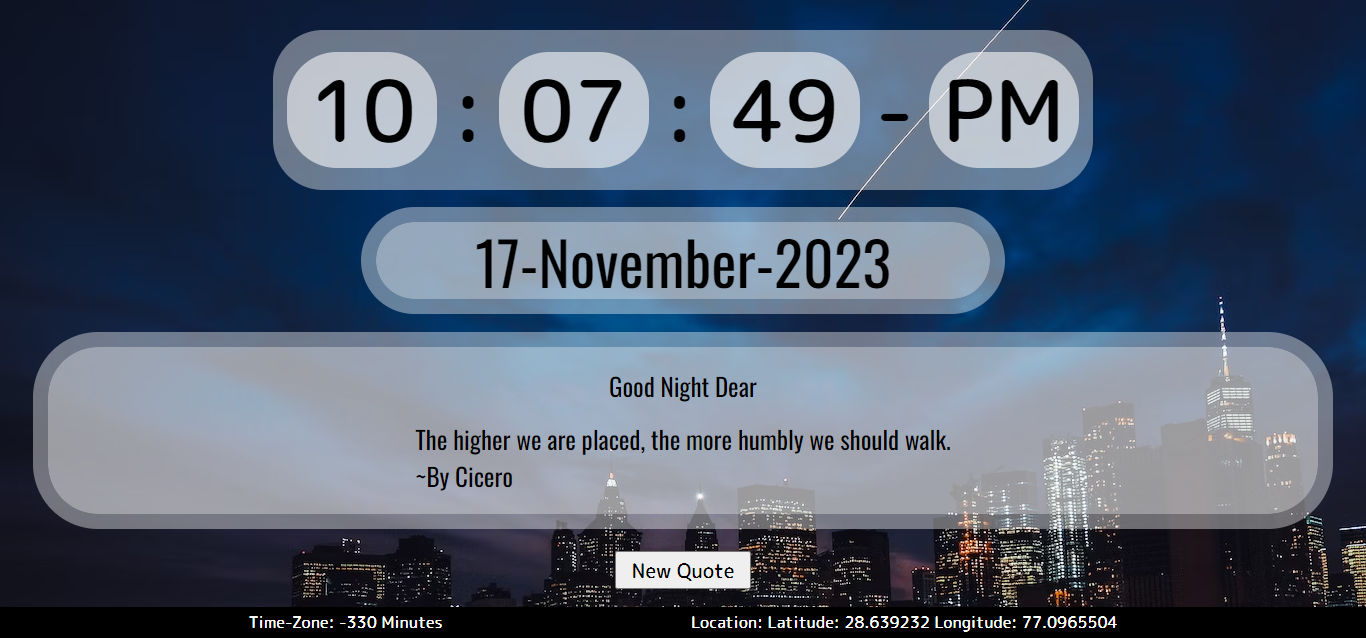 10 : 07 : 49 - PM
17-November-2023
Good Night Dear
The higher we are placed, the more humbly we should walk.
~By Cicero
New Quote
Time-Zone: -330 Minutes Location: Latitude: 28.639232 Longitude: 77.0965504